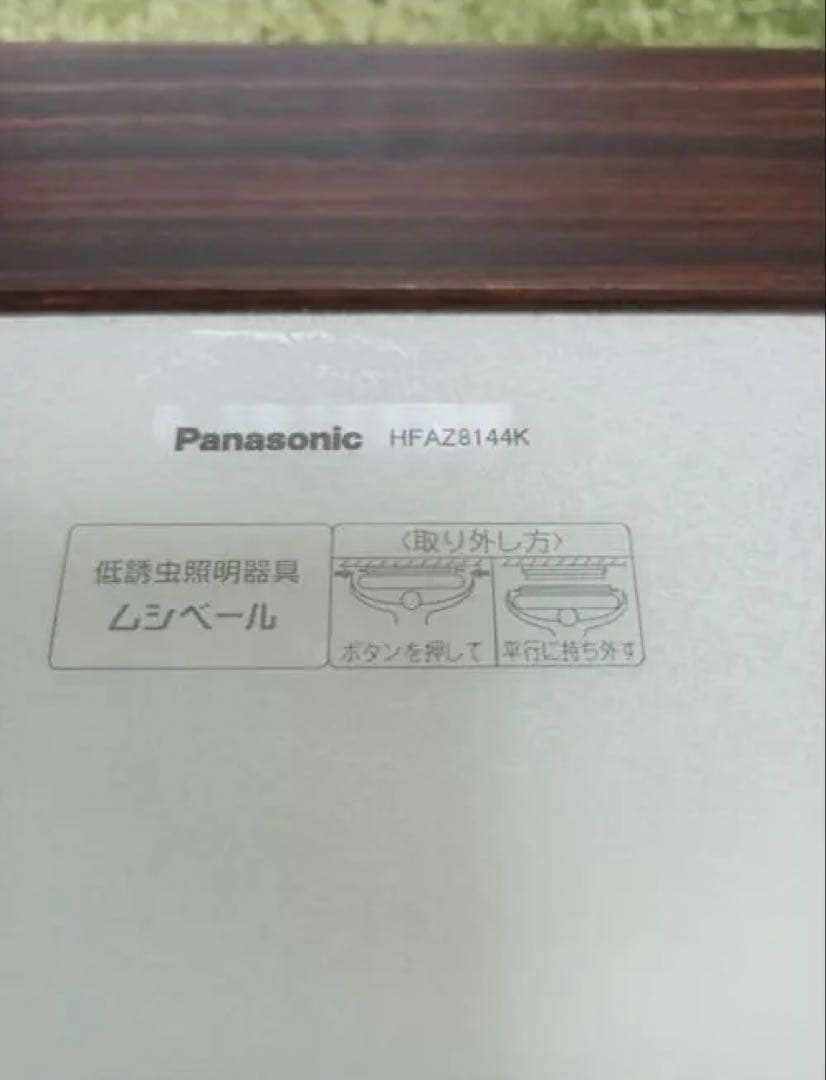 Panasonic HFAZ8144K
低誘虫照明器具
ムシベール
〈取り外し方〉
ボタンを押して
平行に持ち外す